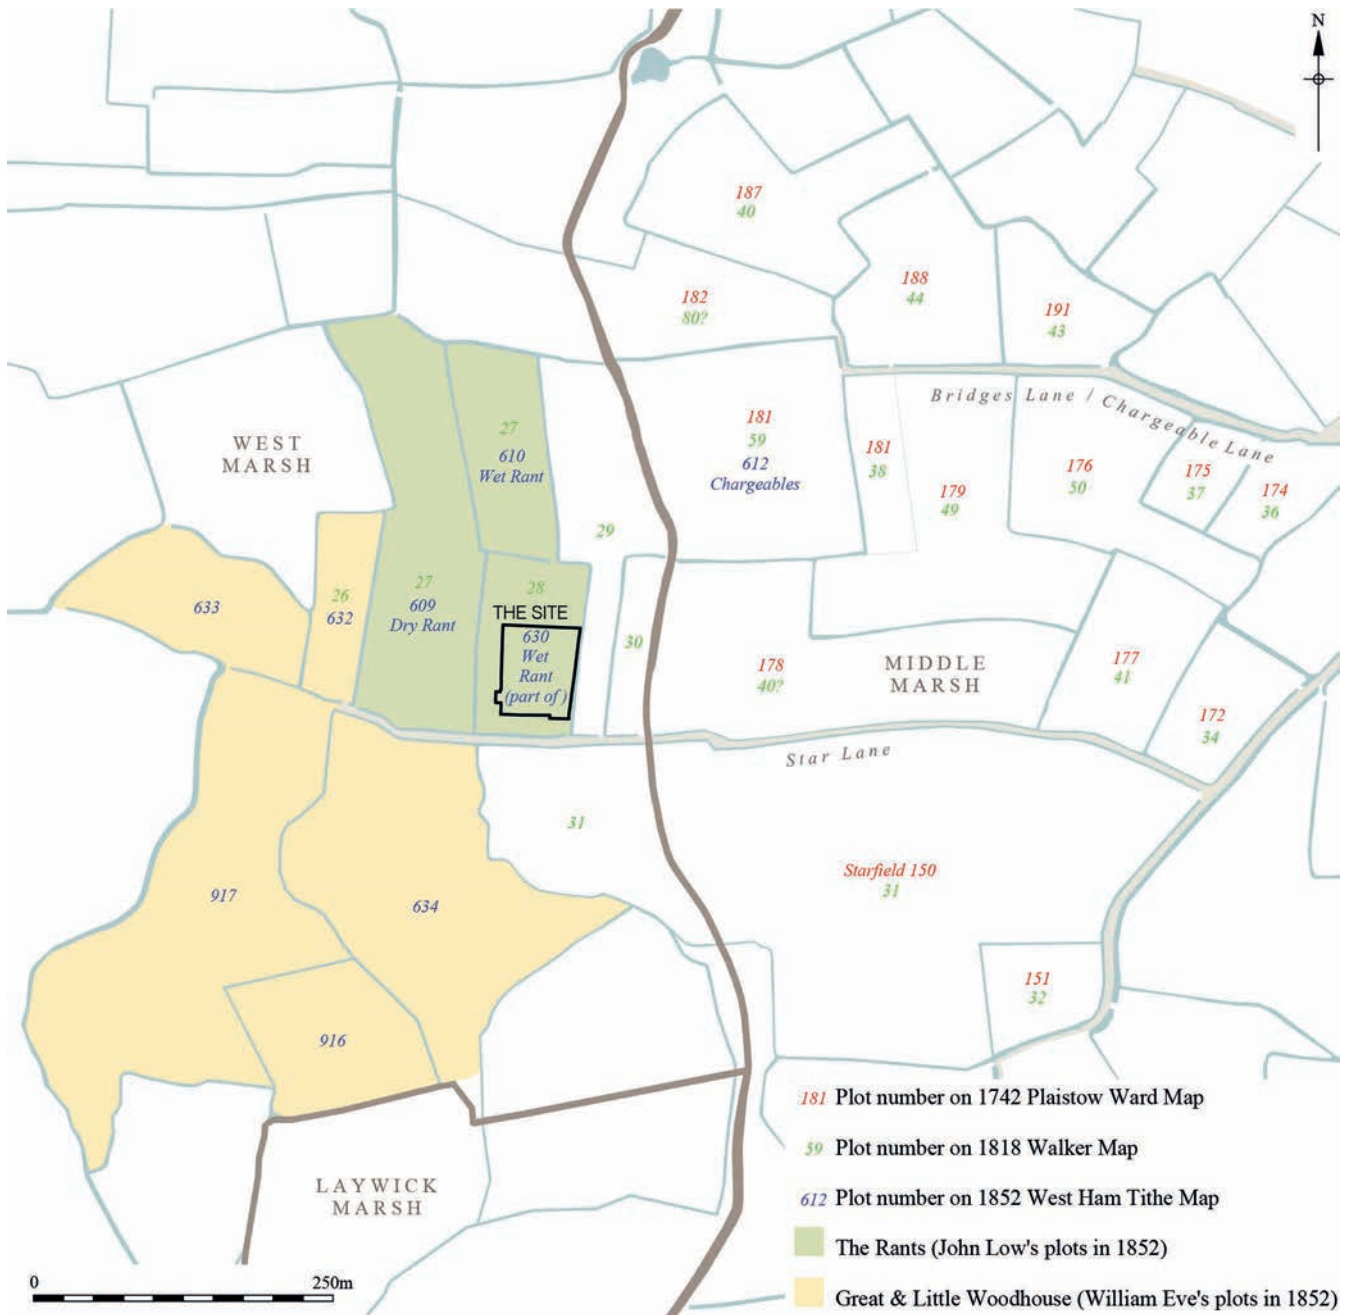 N
187
40
188
44
182
80?
191
43
Bridges Lane / Chargeable Lane
181
59
612
Chargeables
181
38
179
49
176
50
175
37
174
36
WEST
MARSH
27
610
Wet Rant
29
633
26
632
27
609
Dry Rant
28
THE SITE
630
Wet
Rant
(part of)
30
178
40?
MIDDLE
MARSH
177
41
172
34
Star Lane
31
Starfield 150
31
917
634
151
32
916
LAYWICK
MARSH
181 Plot number on 1742 Plaistow Ward Map
59 Plot number on 1818 Walker Map
612 Plot number on 1852 West Ham Tithe Map
The Rants (John Low's plots in 1852)
Great & Little Woodhouse (William Eve's plots in 1852)
0 250m